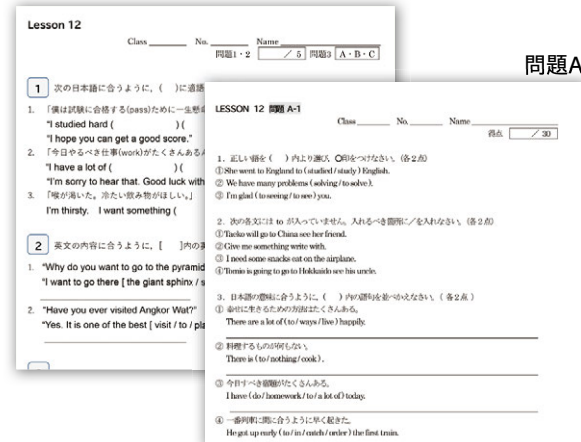 Lesson 12
Class No. Name
問題1・2 / 5 問題3 A・B・C
1 次の日本語に合うように, ( )に適語
1. 「僕は試験に合格する(pass)ために一生懸命
"I studied hard ( ) (
"I hope you can get a good score."
2. 「今日やるべき仕事(work)がたくさんある
"I have a lot of ( ) (
"I'm sorry to hear that. Good luck with
3. 「喉が渇いた。冷たい飲み物がほしい。」
I'm thirsty. I want something (
2 英文の内容に合うように, [ ]内の英
1. "Why do you want to go to the pyramid
"I want to go there [ the giant sphinx / s
2. "Have you ever visited Angkor Wat?"
"Yes. It is one of the best [ visit / to / pla
問題A
LESSON 12 問題 A-1
Class No. Name
得点 / 30
1. 正しい語を ( ) 内より選び, ○印をつけなさい。(各2点)
① She went to England to ( studied / study ) English.
② We have many problems ( solving / to solve ).
③ I'm glad ( to seeing / to see ) you.
2. 次の各文には to が入っていません。入れるべき箇所に / を入れなさい。(各2点)
① Taeko will go to China see her friend.
② Give me something write with.
③ I need some snacks eat on the airplane.
④ Tomio is going to go to Hokkaido see his uncle.
3. 日本語の意味に合うように, ( ) 内の語句を並べかえなさい。( 各2点 )
① 幸せに生きるための方法はたくさんある。
There are a lot of ( to / ways / live ) happily.
② 料理するものが何もない。
There is ( to / nothing / cook ).
③ 今日すべき宿題がたくさんある。
I have ( do / homework / to / a lot of ) today.
④ 一番列車に間に合うように早く起きた。
He got up early ( to / in / catch / order ) the first train.